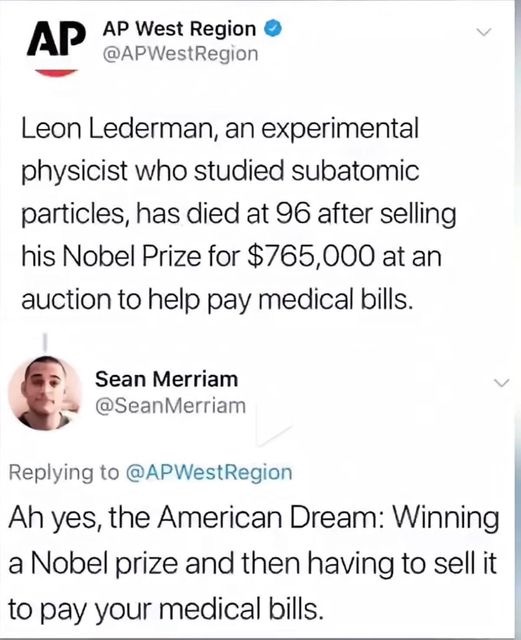 AP AP West Region
@APWestRegion
Leon Lederman, an experimental
physicist who studied subatomic
particles, has died at 96 after selling
his Nobel Prize for $765,000 at an
auction to help pay medical bills.
Sean Merriam
@SeanMerriam
Replying to @APWestRegion
Ah yes, the American Dream: Winning
a Nobel prize and then having to sell it
to pay your medical bills.